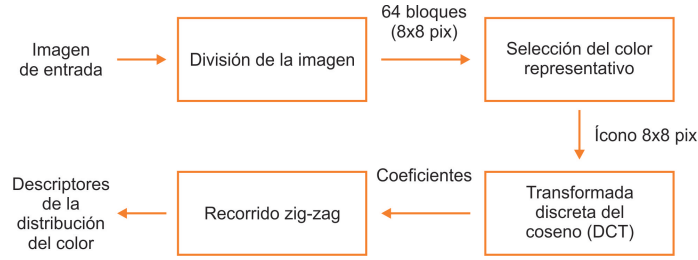 Imagen
de entrada
División de la imagen
64 bloques
(8x8 pix)
Selección del color
representativo
Ícono 8x8 pix
Transformada
discreta del
coseno (DCT)
Coeficientes
Recorrido zig-zag
Descriptores
de la
distribución
del color